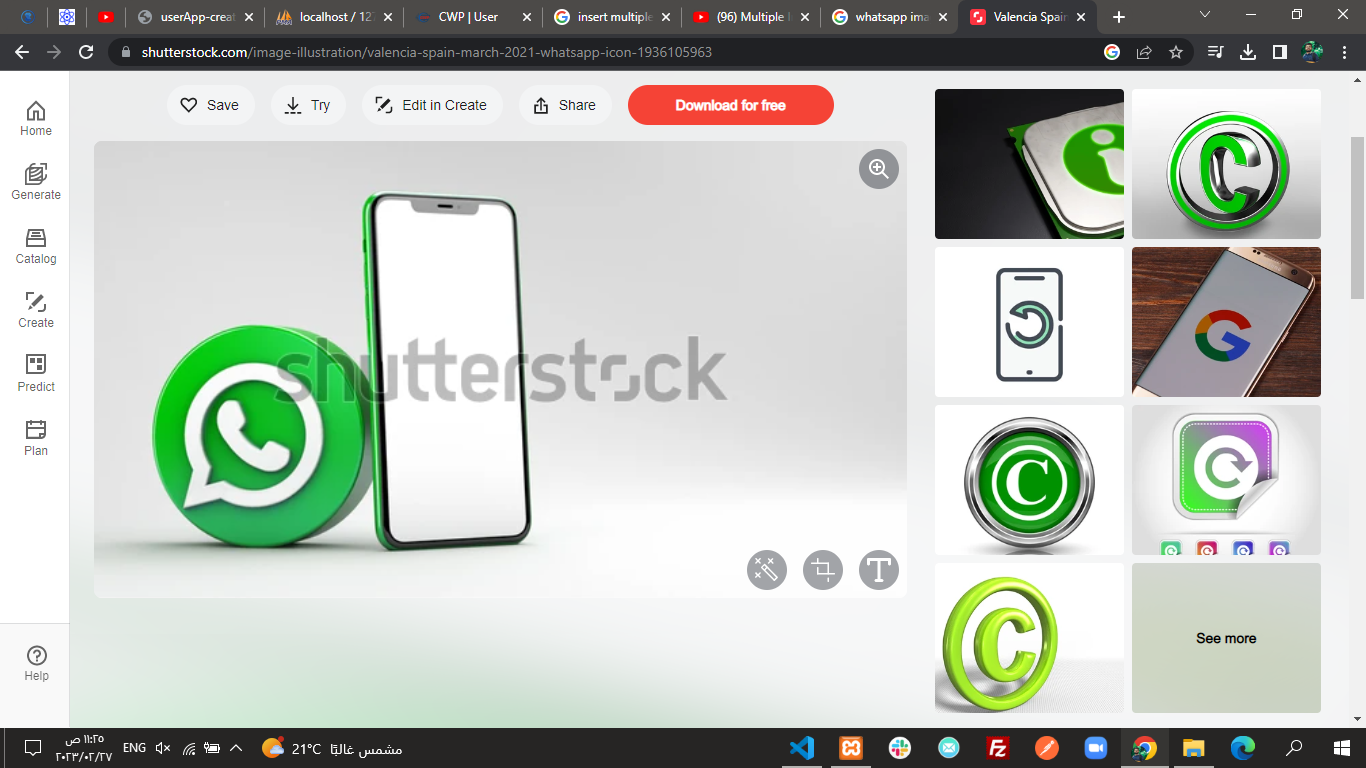 userApp-creat
localhost / 12
CWP | User
insert multiple
(96) Multiple I
whatsapp ima
Valencia Spain
shutterstock.com/image-illustration/valencia-spain-march-2021-whatsapp-icon-1936105963
Home
Generate
Catalog
Create
Predict
Plan
Help
Save
Try
Edit in Create
Share
Download for free
shutterstock
T
C
G
C
C
See more
١١:٢٥ ص
٢٠٢٣/٠٢/٢٧
ENG
21°C
مشمس غالبًا